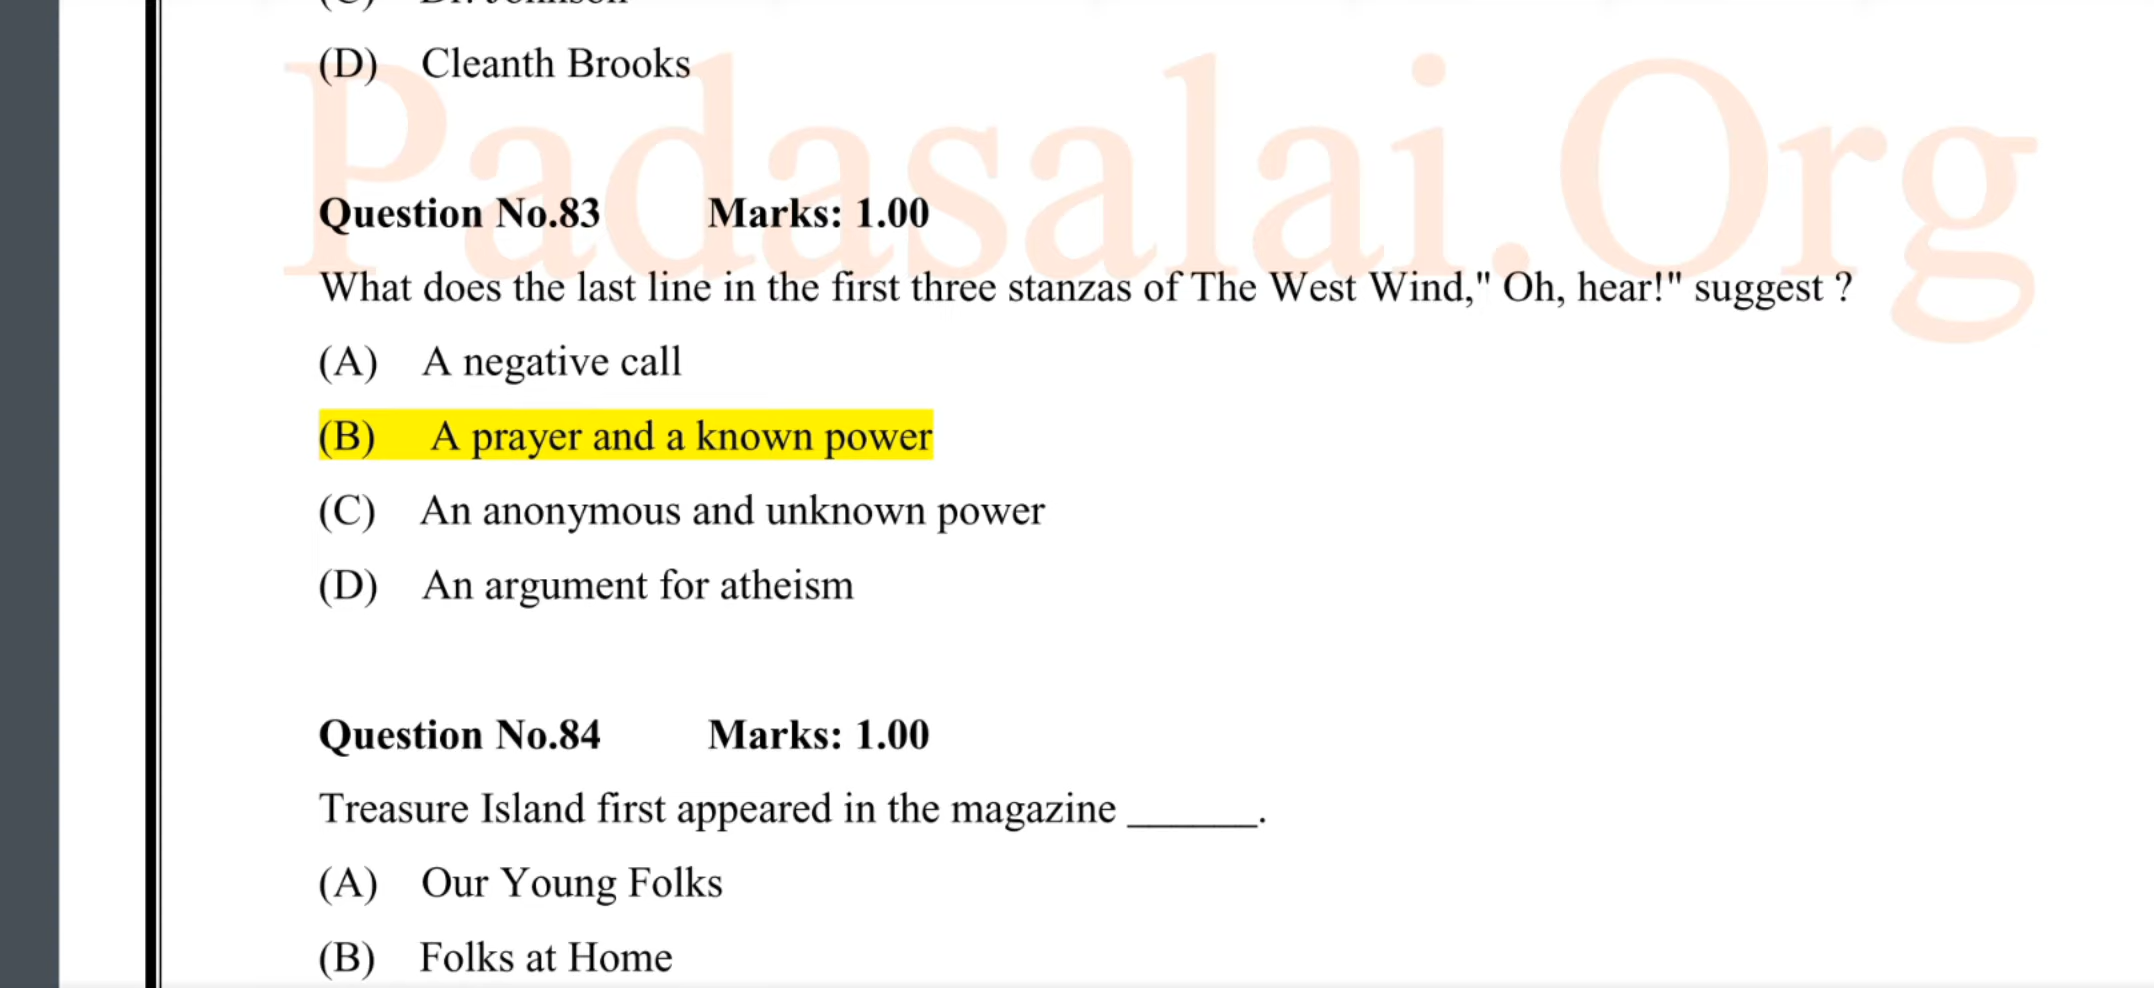 (D) Cleanth Brooks
Padasalai.Org
Question No.83 Marks: 1.00
What does the last line in the first three stanzas of The West Wind," Oh, hear!" suggest ?
(A) A negative call
(B) A prayer and a known power
(C) An anonymous and unknown power
(D) An argument for atheism
Question No.84 Marks: 1.00
Treasure Island first appeared in the magazine ______.
(A) Our Young Folks
(B) Folks at Home